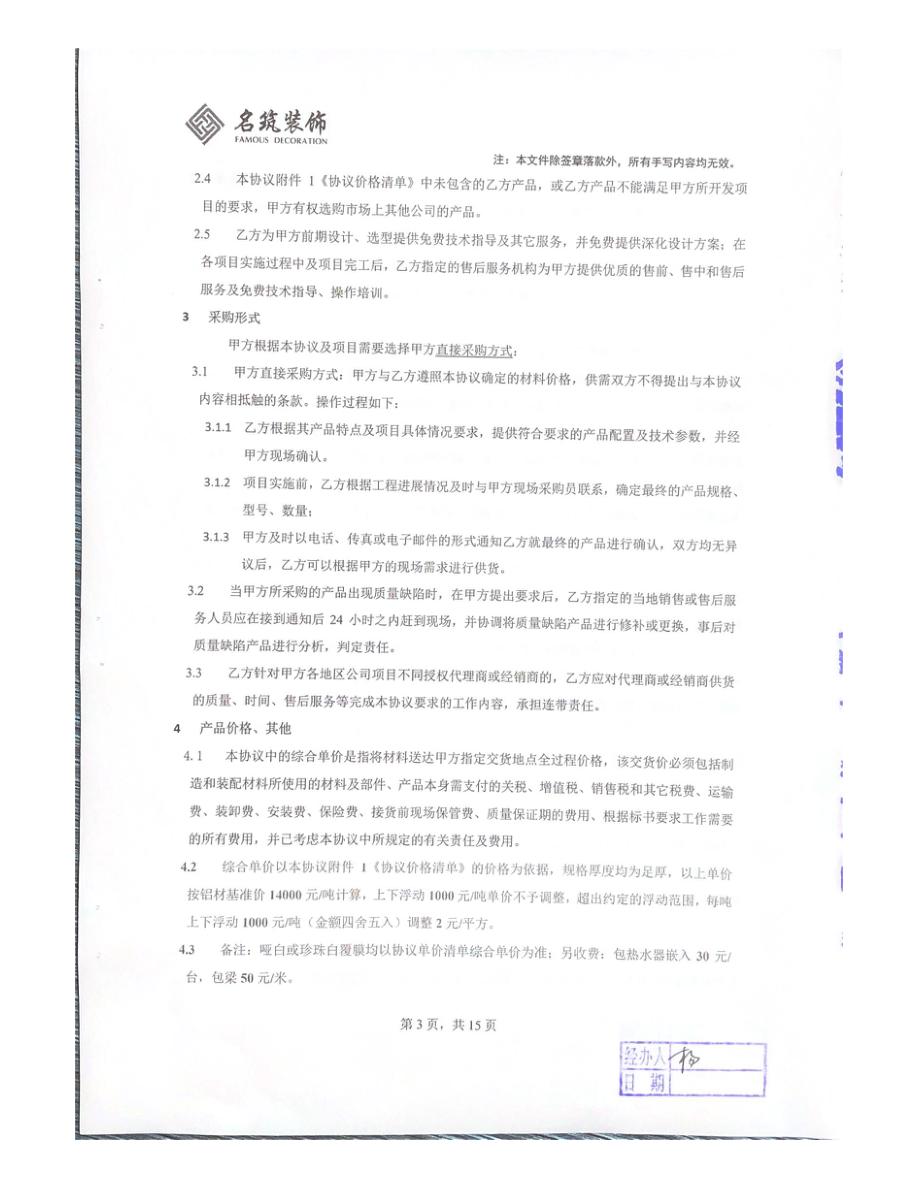 名筑装饰
FAMOUS DECORATION
注：本文件除签章落款外，所有手写内容均无效。
2.4 本协议附件 1《协议价格清单》中未包含的乙方产品，或乙方产品不能满足甲方所开发项
目的要求，甲方有权选购市场上其他公司的产品。
2.5 乙方为甲方前期设计、选型提供免费技术指导及其它服务，并免费提供深化设计方案；在
各项目实施过程中及项目完工后，乙方指定的售后服务机构为甲方提供优质的售前、售中和售后
服务及免费技术指导、操作培训。
3 采购形式
甲方根据本协议及项目需要选择甲方直接采购方式：
3.1 甲方直接采购方式：甲方与乙方遵照本协议确定的材料价格，供需双方不得提出与本协议
内容相抵触的条款。操作过程如下：
3.1.1 乙方根据其产品特点及项目具体情况要求，提供符合要求的产品配置及技术参数，并经
甲方现场确认。
3.1.2 项目实施前，乙方根据工程进展情况及时与甲方现场采购员联系，确定最终的产品规格、
型号、数量；
3.1.3 甲方及时以电话、传真或电子邮件的形式通知乙方就最终的产品进行确认，双方均无异
议后，乙方可以根据甲方的现场需求进行供货。
3.2 当甲方所采购的产品出现质量缺陷时，在甲方提出要求后，乙方指定的当地销售或售后服
务人员应在接到通知后 24 小时之内赶到现场，并协调将质量缺陷产品进行修补或更换，事后对
质量缺陷产品进行分析，判定责任。
3.3 乙方针对甲方各地区公司项目不同授权代理商或经销商的，乙方应对代理商或经销商供货
的质量、时间、售后服务等完成本协议要求的工作内容，承担连带责任。
4 产品价格、其他
4.1 本协议中的综合单价是指将材料送达甲方指定交货地点全过程价格，该交货价必须包括制
造和装配材料所使用的材料及部件、产品本身需支付的关税、增值税、销售税和其它税费、运输
费、装卸费、安装费、保险费、接货前现场保管费、质量保证期的费用、根据标书要求工作需要
的所有费用，并已考虑本协议中所规定的有关责任及费用。
4.2 综合单价以本协议附件 1《协议价格清单》的价格为依据，规格厚度均为足厚，以上单价
按铝材基准价 14000 元/吨计算，上下浮动 1000 元/吨单价不予调整，超出约定的浮动范围，每吨
上下浮动 1000 元/吨（金额四舍五入）调整 2 元/平方。
4.3 备注：哑白或珍珠白覆膜均以协议单价清单综合单价为准；另收费：包热水器嵌入 30 元/
台，包梁 50 元/米。
第 3 页，共 15 页
经办人 杨
日 期